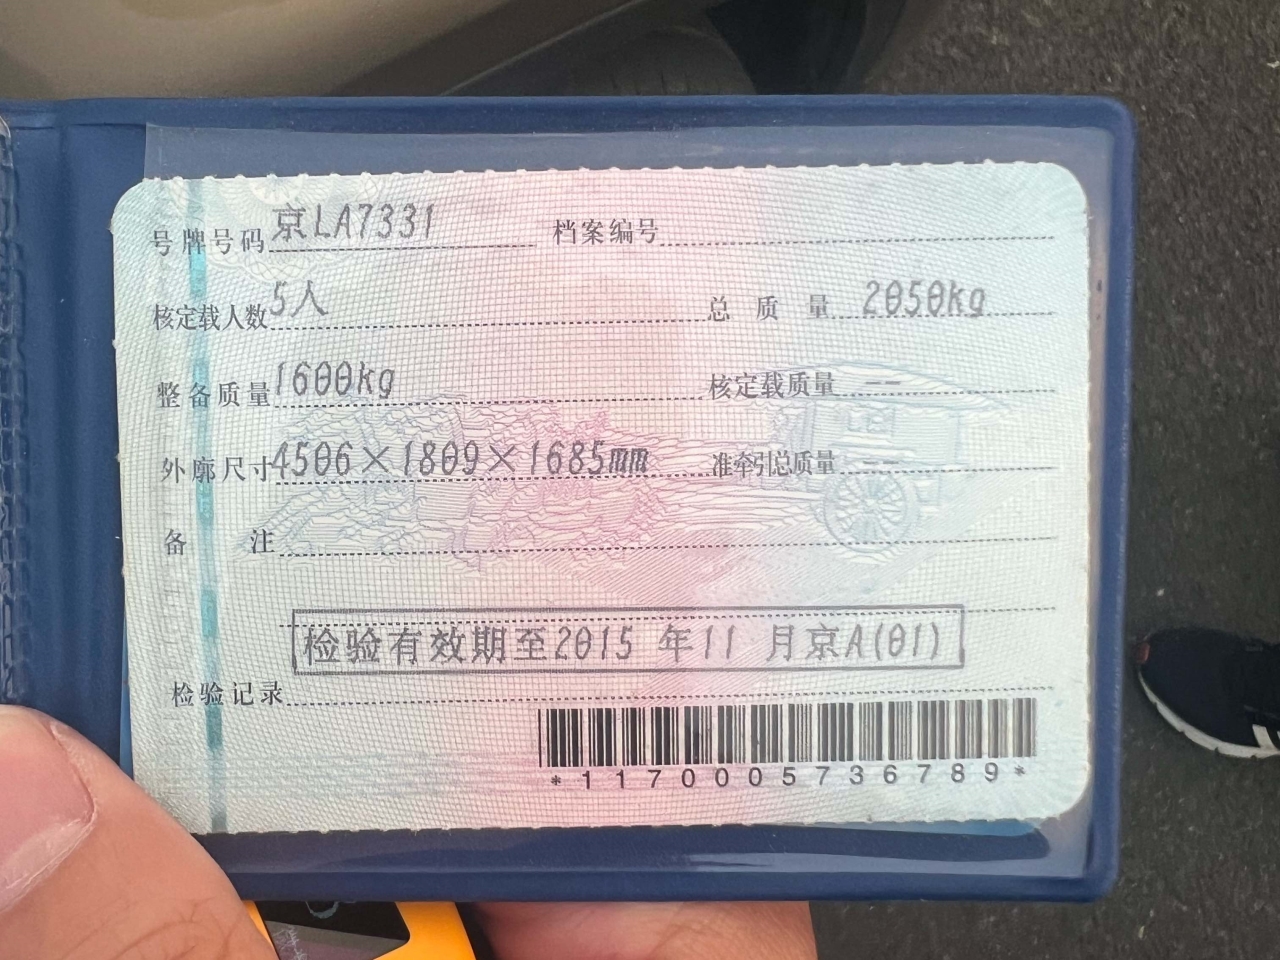 号牌号码 京LA7331 档案编号
核定载人数 5人 总质量 2050kg
整备质量 1600kg 核定载质量 --
外廓尺寸 4506×1809×1685mm 准牵引总质量 --
备注
检验有效期至2015 年11 月京A(01)
检验记录
*1170005736789*